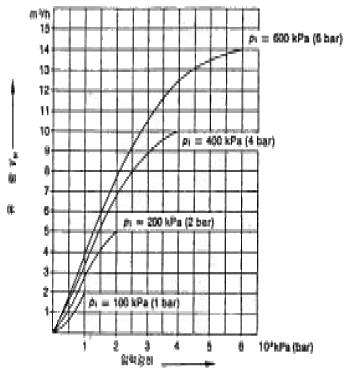 m³/h
15
14
13
12
11
10
9
8
7
6
5
4
3
2
1
p₁ = 600 kPa (6 bar)
p₁ = 400 kPa (4 bar)
p₁ = 200 kPa (2 bar)
p₁ = 100 kPa (1 bar)
1 2 3 4 5 6 10²kPa (bar)